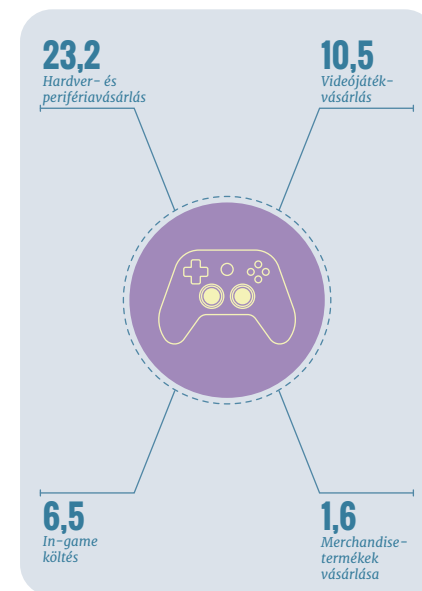 23,2
Hardver- és
perifériavásárlás
10,5
Videójáték-
vásárlás
6,5
In-game
költés
1,6
Merchandise-
termékek
vásárlása